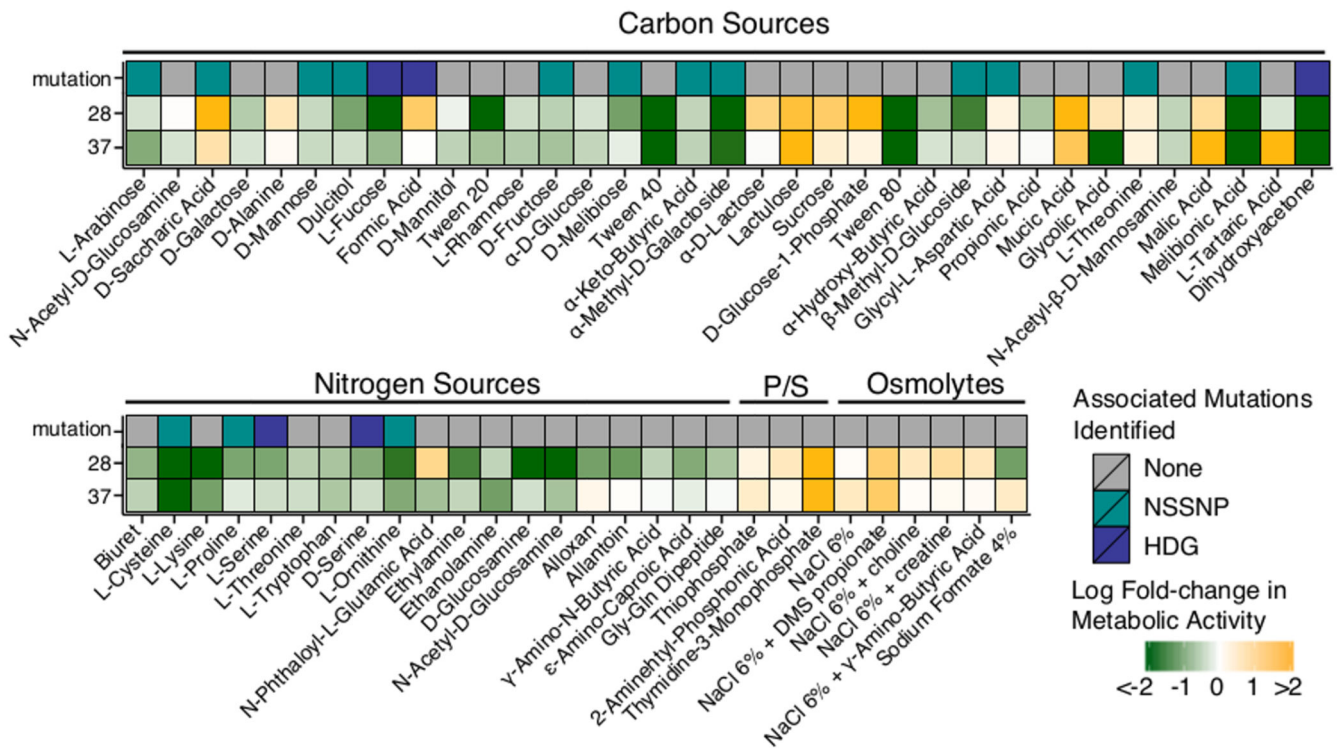 Carbon Sources
mutation
28
37
L-Arabinose
N-Acetyl-D-Glucosamine
D-Saccharic Acid
D-Galactose
D-Alanine
D-Mannose
Dulcitol
L-Fucose
Formic Acid
D-Mannitol
Tween 20
L-Rhamnose
D-Fructose
α-D-Glucose
D-Melibiose
Tween 40
α-Keto-Butyric Acid
α-Methyl-D-Galactoside
α-D-Lactose
Lactulose
Sucrose
D-Glucose-1-Phosphate
Tween 80
α-Hydroxy-Butyric Acid
β-Methyl-D-Glucoside
Glycyl-L-Aspartic Acid
Propionic Acid
Mucic Acid
Glycolic Acid
L-Threonine
N-Acetyl-β-D-Mannosamine
Malic Acid
Melibionic Acid
L-Tartaric Acid
Dihydroxyacetone
Nitrogen Sources
P/S
Osmolytes
mutation
28
37
Biuret
L-Cysteine
L-Lysine
L-Proline
L-Serine
L-Threonine
L-Tryptophan
D-Serine
L-Ornithine
N-Phthaloyl-L-Glutamic Acid
Ethylamine
Ethanolamine
D-Glucosamine
N-Acetyl-D-Glucosamine
Alloxan
Allantoin
γ-Amino-N-Butyric Acid
ε-Amino-Caproic Acid
Gly-Gln Dipeptide
Thiophosphate
2-Aminehtyl-Phosphonic Acid
Thymidine-3-Monophosphate
NaCl 6%
NaCl 6% + DMS propionate
NaCl 6% + choline
NaCl 6% + creatine
NaCl 6% + γ-Amino-Butyric Acid
Sodium Formate 4%
Associated Mutations
Identified
None
NSSNP
HDG
Log Fold-change in
Metabolic Activity
<-2 -1 0 1 >2